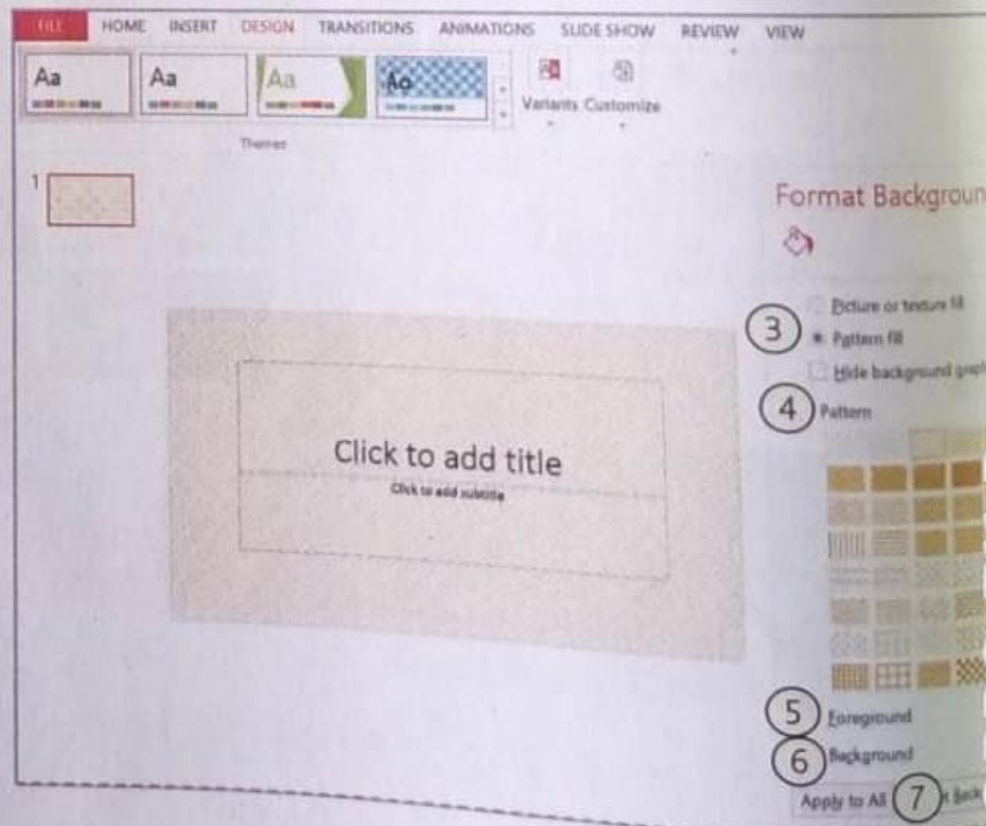 FILE HOME INSERT DESIGN TRANSITIONS ANIMATIONS SLIDE SHOW REVIEW VIEW
Aa Aa Aa Aa
Variants Customize
Themes
1
Format Backgroun
Picture or texture fill
3 Pattern fill
Hide background
4 Pattern
Click to add title
Click to add subtitle
5 Foreground
6 Background
Apply to All 7